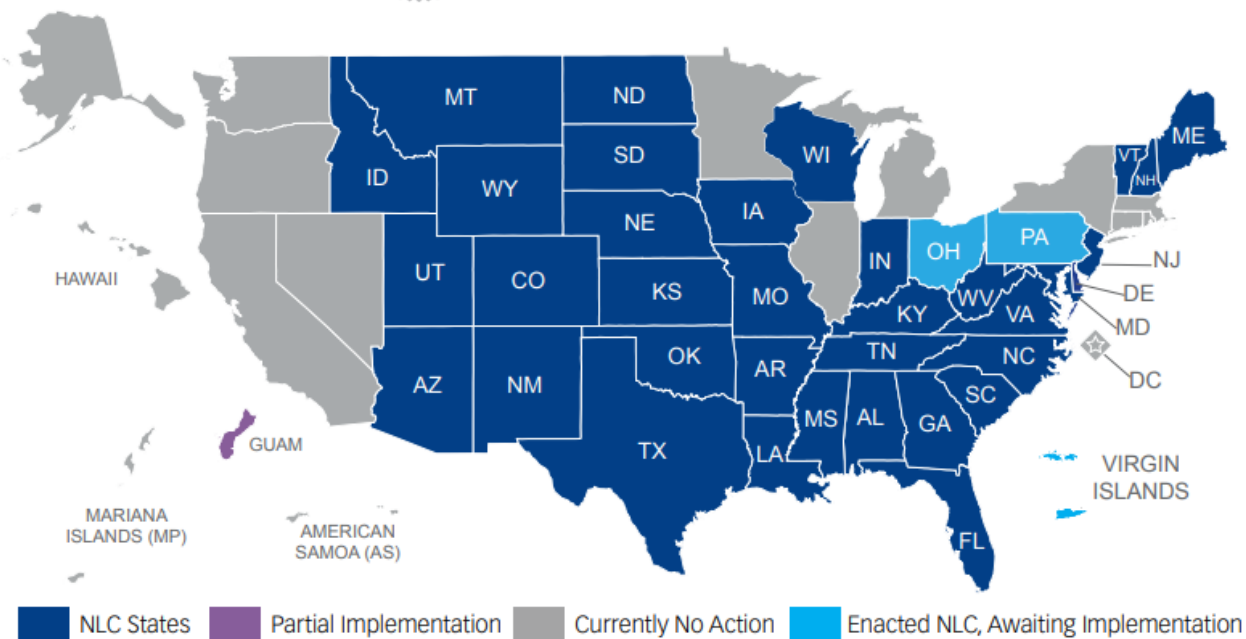 MT
ND
ME
VT
NH
WI
SD
ID
WY
IA
NE
PA
OH
IN
NJ
HAWAII
UT
CO
KS
MO
DE
WV
VA
KY
MD
TN
NC
OK
AR
DC
AZ
NM
SC
MS
AL
GA
GUAM
TX
LA
VIRGIN
ISLANDS
MARIANA
ISLANDS (MP)
AMERICAN
SAMOA (AS)
FL
NLC States
Partial Implementation
Currently No Action
Enacted NLC, Awaiting Implementation